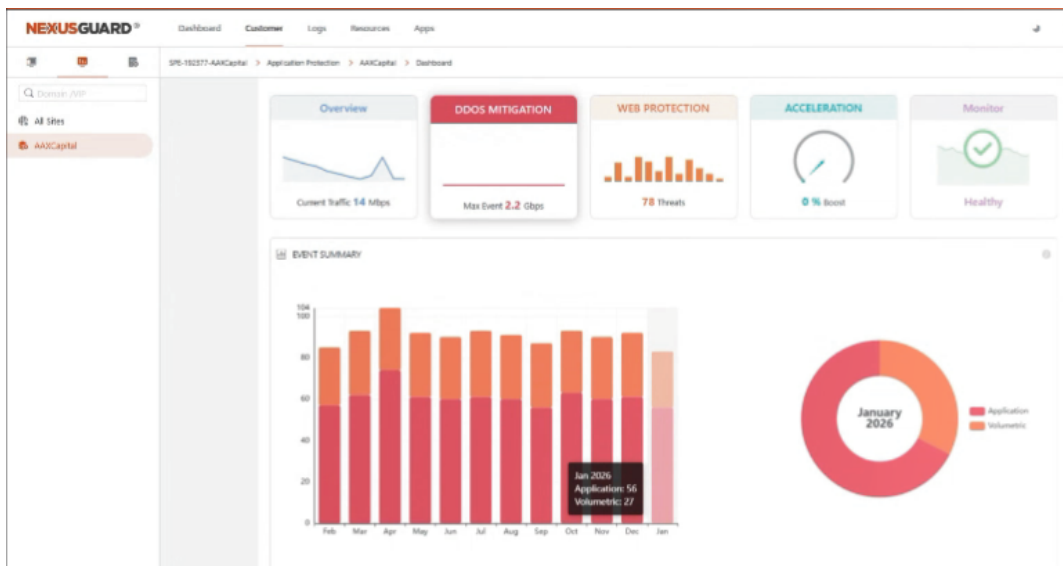 NEXUSGUARD®
Dashboard Customer Logs Resources Apps
SPE-192377-AAXCapital > Application Protection > AAXCapital > Dashboard
Domain /VIP
All Sites
AAXCapital
Overview
Current Traffic 14 Mbps
DDOS MITIGATION
Max Event 2.2 Gbps
WEB PROTECTION
78 Threats
ACCELERATION
0 % Boost
Monitor
Healthy
EVENT SUMMARY
104
100
80
60
40
20
0
Feb Mar Apr May Jun Jul Aug Sep Oct Nov Dec Jan
Jan 2026
Application: 56
Volumetric: 27
January
2026
Application
Volumetric